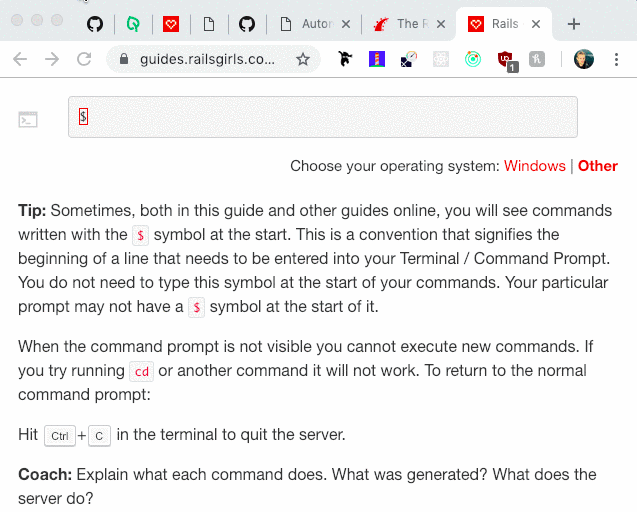 Autor
The R
Rails
guides.railsgirls.co...
1
$
Choose your operating system: Windows | Other
Tip: Sometimes, both in this guide and other guides online, you will see commands
written with the $ symbol at the start. This is a convention that signifies the
beginning of a line that needs to be entered into your Terminal / Command Prompt.
You do not need to type this symbol at the start of your commands. Your particular
prompt may not have a $ symbol at the start of it.
When the command prompt is not visible you cannot execute new commands. If
you try running cd or another command it will not work. To return to the normal
command prompt:
Hit Ctrl + C in the terminal to quit the server.
Coach: Explain what each command does. What was generated? What does the
server do?